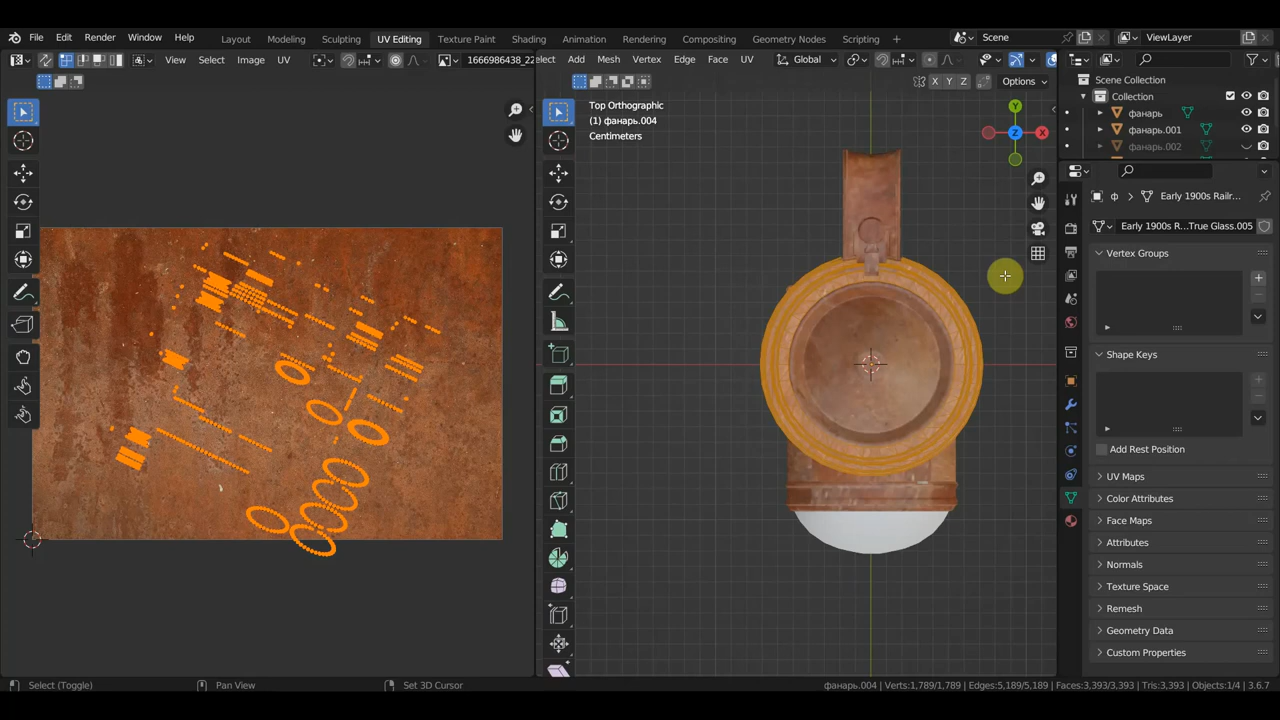 File Edit Render Window Help
Layout Modeling Sculpting UV Editing Texture Paint Shading Animation Rendering Compositing Geometry Nodes Scripting
Scene
ViewLayer
View Select Image UV
1666986438_22
elect Add Mesh Vertex Edge Face UV
Global
X Y Z
Options
Top Orthographic
(1) фанарь.004
Centimeters
Y
X
Z
Scene Collection
Collection
фанарь
фанарь.001
фанарь.002
ф
Early 1900s Railr...
Early 1900s R...True Glass.005
Vertex Groups
Shape Keys
Add Rest Position
UV Maps
Color Attributes
Face Maps
Attributes
Normals
Texture Space
Remesh
Geometry Data
Custom Properties
Select (Toggle)
Pan View
Set 3D Cursor
фанарь.004 | Verts:1,789/1,789 | Edges:5,189/5,189 | Faces:3,393/3,393 | Tris:3,393 | Objects:1/4 | 3.6.7